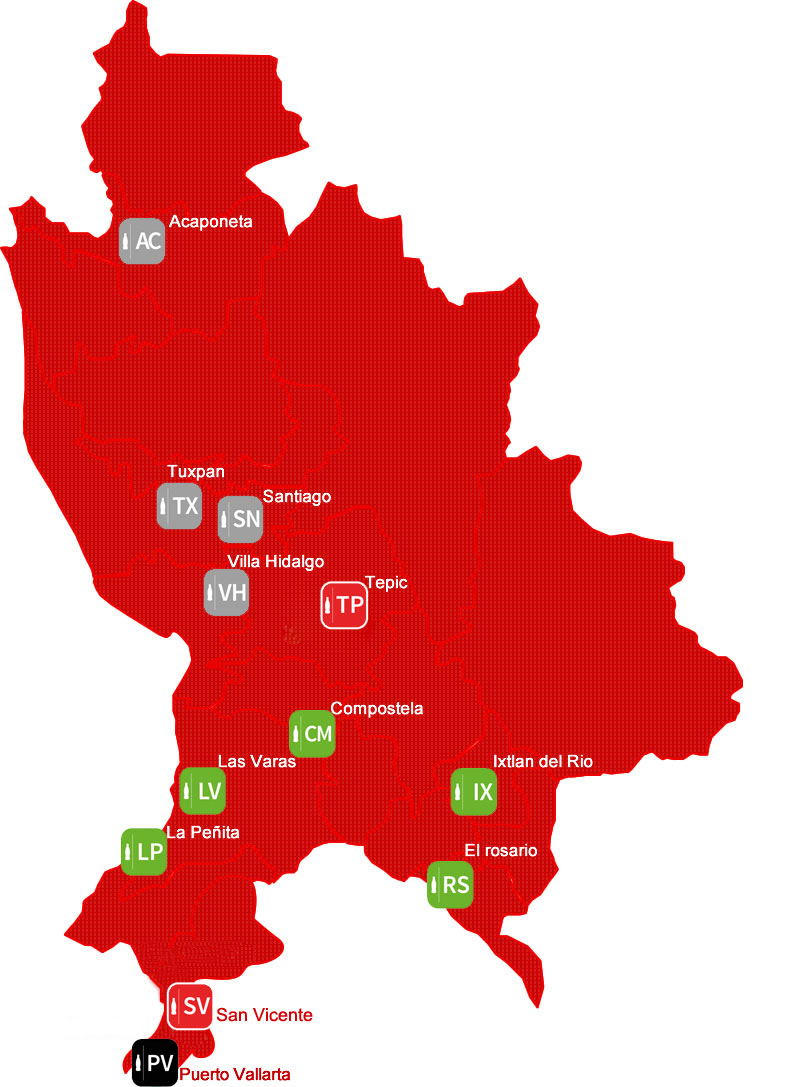 Acaponeta
AC
Tuxpan
TX
Santiago
SN
Villa Hidalgo
VH
Tepic
TP
Compostela
CM
Las Varas
LV
Ixtlan del Rio
IX
La Peñita
LP
El rosario
RS
SV
San Vicente
PV
Puerto Vallarta